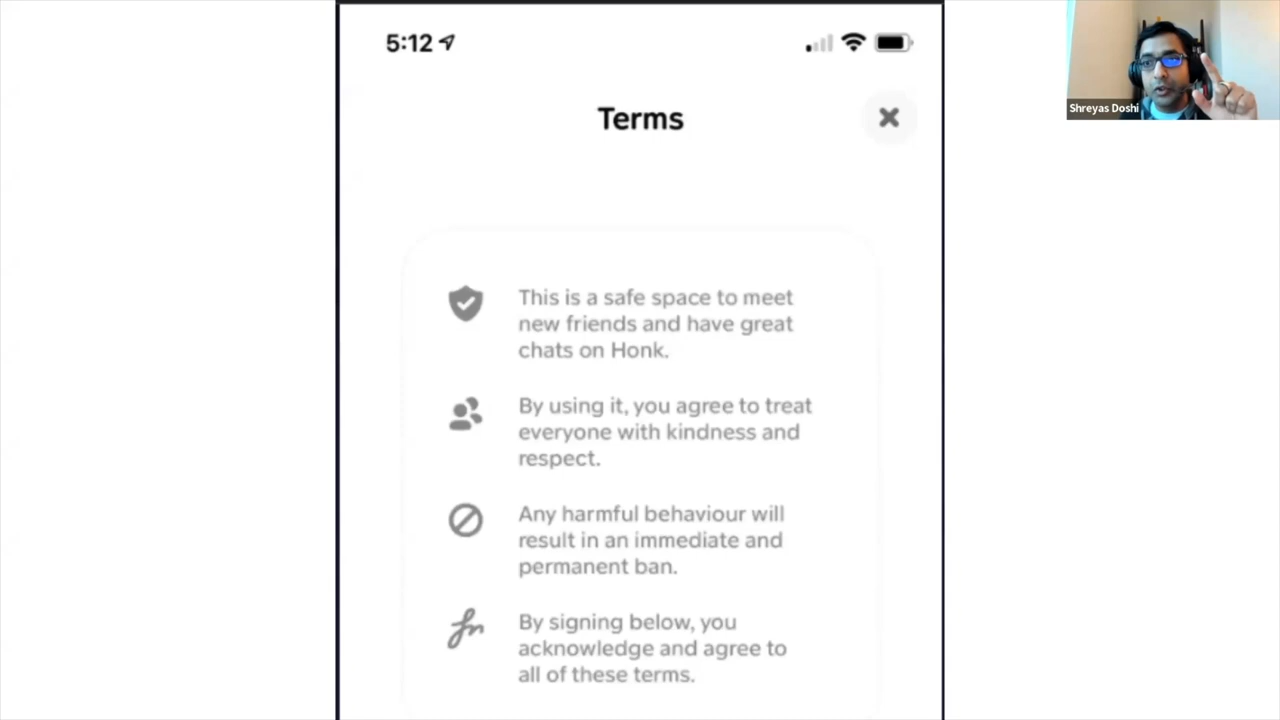 5:12
Terms
Shreyas Doshi
This is a safe space to meet
new friends and have great
chats on Honk.
By using it, you agree to treat
everyone with kindness and
respect.
Any harmful behaviour will
result in an immediate and
permanent ban.
By signing below, you
acknowledge and agree to
all of these terms.